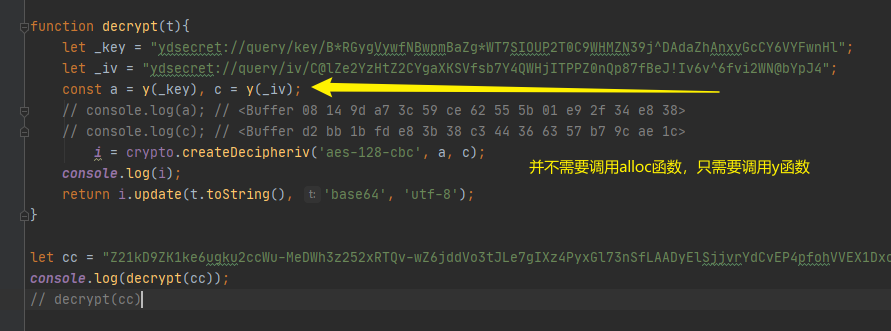 function decrypt(t){
let _key = "ydsecret://query/key/B*RGygVywfNBwpmBaZg*WT7SIOUP2T0C9WHMZN39j^DAdaZhAnxvGcCY6VYFwnHl";
let _iv = "ydsecret://query/iv/C@lZe2YzHtZ2CYgaXKSVfsb7Y4QWHjITPPZ0nQp87fBeJ!Iv6v^6fvi2WN@bYpJ4";
const a = y(_key), c = y(_iv);
// console.log(a); // <Buffer 08 14 9d a7 3c 59 ce 62 55 5b 01 e9 2f 34 e8 38>
// console.log(c); // <Buffer d2 bb 1b fd e8 3b 38 c3 44 36 63 57 b7 9c ae 1c>
i = crypto.createDecipheriv('aes-128-cbc', a, c);
并不需要调用alloc函数，只需要调用y函数
console.log(i);
return i.update(t.toString(), t: 'base64', 'utf-8');
}
let cc = "Z21kD9ZK1ke6ugku2ccWu-MeDWh3z252xRTQv-wZ6jddVo3tJLe7gIXz4PyxGl73nSfLAADyElSjjvrYdCvEP4pfohVVEX1Dxo
console.log(decrypt(cc));
// decrypt(cc)